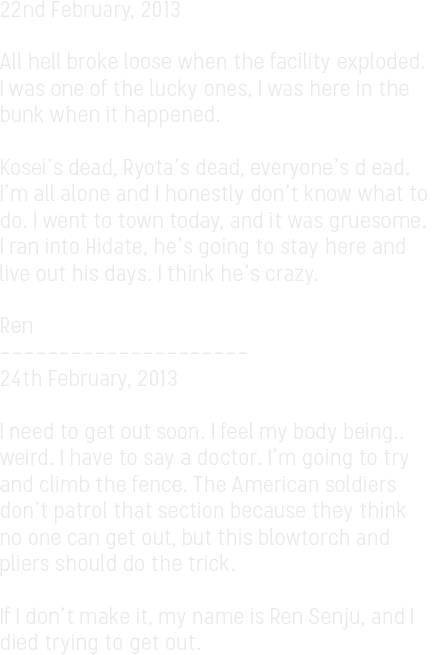 22nd February, 2013
All hell broke loose when the facility exploded.
I was one of the lucky ones, I was here in the
bunk when it happened.
Kosei's dead, Ryota's dead, everyone's d ead.
I'm all alone and I honestly don't know what to
do. I went to town today, and it was gruesome.
I ran into Hidate, he's going to stay here and
live out his days. I think he's crazy.
Ren
---------------------
24th February, 2013
I need to get out soon. I feel my body being..
weird. I have to say a doctor. I'm going to try
and climb the fence. The American soldiers
don't patrol that section because they think
no one can get out, but this blowtorch and
pliers should do the trick.
If I don't make it, my name is Ren Senju, and I
died trying to get out.